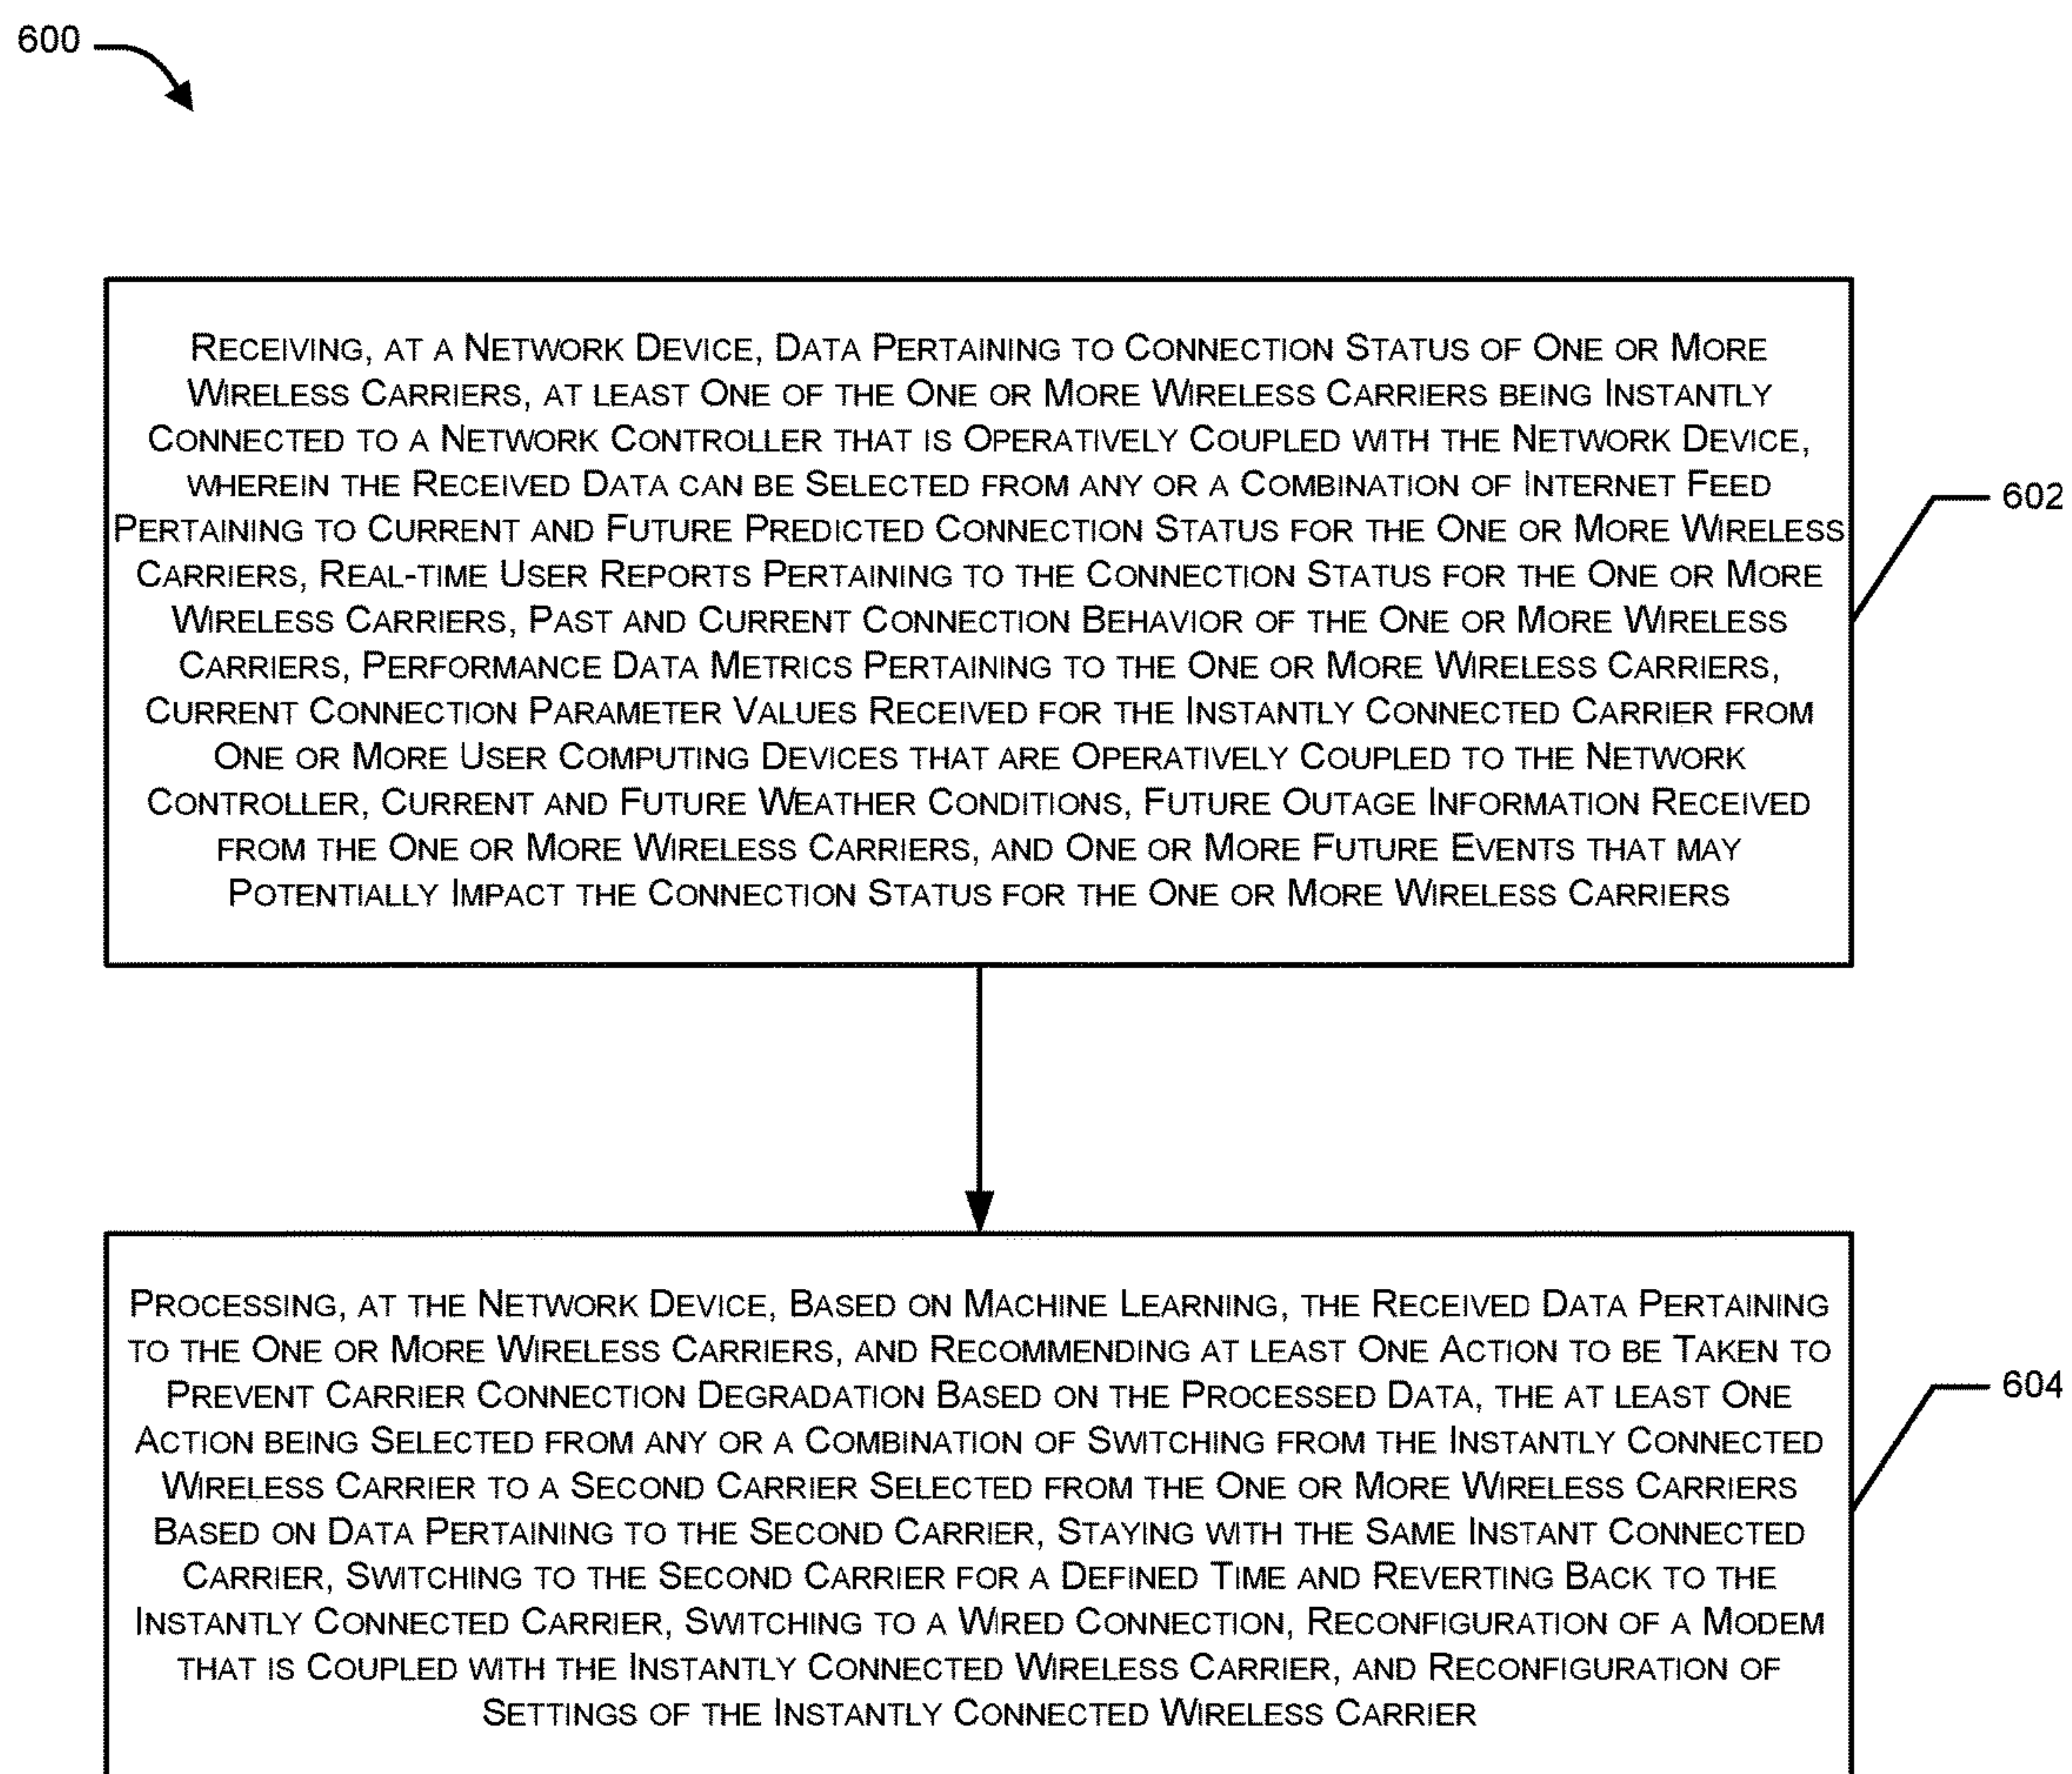 600
RECEIVING, AT A NETWORK DEVICE, DATA PERTAINING TO CONNECTION STATUS OF ONE OR MORE
WIRELESS CARRIERS, AT LEAST ONE OF THE ONE OR MORE WIRELESS CARRIERS BEING INSTANTLY
CONNECTED TO A NETWORK CONTROLLER THAT IS OPERATIVELY COUPLED WITH THE NETWORK DEVICE,
WHEREIN THE RECEIVED DATA CAN BE SELECTED FROM ANY OR A COMBINATION OF INTERNET FEED
PERTAINING TO CURRENT AND FUTURE PREDICTED CONNECTION STATUS FOR THE ONE OR MORE WIRELESS
CARRIERS, REAL-TIME USER REPORTS PERTAINING TO THE CONNECTION STATUS FOR THE ONE OR MORE
WIRELESS CARRIERS, PAST AND CURRENT CONNECTION BEHAVIOR OF THE ONE OR MORE WIRELESS
CARRIERS, PERFORMANCE DATA METRICS PERTAINING TO THE ONE OR MORE WIRELESS CARRIERS,
CURRENT CONNECTION PARAMETER VALUES RECEIVED FOR THE INSTANTLY CONNECTED CARRIER FROM
ONE OR MORE USER COMPUTING DEVICES THAT ARE OPERATIVELY COUPLED TO THE NETWORK
CONTROLLER, CURRENT AND FUTURE WEATHER CONDITIONS, FUTURE OUTAGE INFORMATION RECEIVED
FROM THE ONE OR MORE WIRELESS CARRIERS, AND ONE OR MORE FUTURE EVENTS THAT MAY
POTENTIALLY IMPACT THE CONNECTION STATUS FOR THE ONE OR MORE WIRELESS CARRIERS
602
PROCESSING, AT THE NETWORK DEVICE, BASED ON MACHINE LEARNING, THE RECEIVED DATA PERTAINING
TO THE ONE OR MORE WIRELESS CARRIERS, AND RECOMMENDING AT LEAST ONE ACTION TO BE TAKEN TO
PREVENT CARRIER CONNECTION DEGRADATION BASED ON THE PROCESSED DATA, THE AT LEAST ONE
ACTION BEING SELECTED FROM ANY OR A COMBINATION OF SWITCHING FROM THE INSTANTLY CONNECTED
WIRELESS CARRIER TO A SECOND CARRIER SELECTED FROM THE ONE OR MORE WIRELESS CARRIERS
BASED ON DATA PERTAINING TO THE SECOND CARRIER, STAYING WITH THE SAME INSTANT CONNECTED
CARRIER, SWITCHING TO THE SECOND CARRIER FOR A DEFINED TIME AND REVERTING BACK TO THE
INSTANTLY CONNECTED CARRIER, SWITCHING TO A WIRED CONNECTION, RECONFIGURATION OF A MODEM
THAT IS COUPLED WITH THE INSTANTLY CONNECTED WIRELESS CARRIER, AND RECONFIGURATION OF
SETTINGS OF THE INSTANTLY CONNECTED WIRELESS CARRIER
604